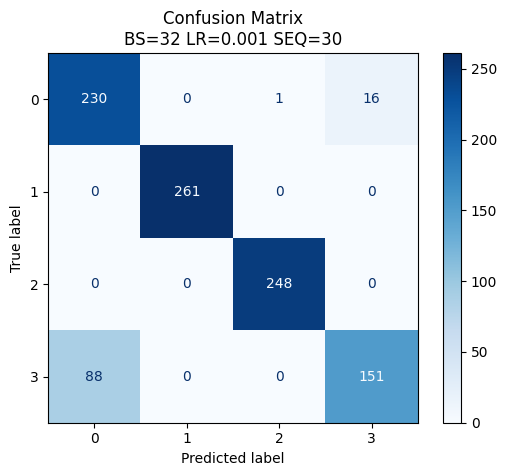 Confusion Matrix
BS=32 LR=0.001 SEQ=30
0 230 0 1 16
1 0 261 0 0
2 0 0 248 0
3 88 0 0 151
0 1 2 3
Predicted label
True label
250
200
150
100
50
0